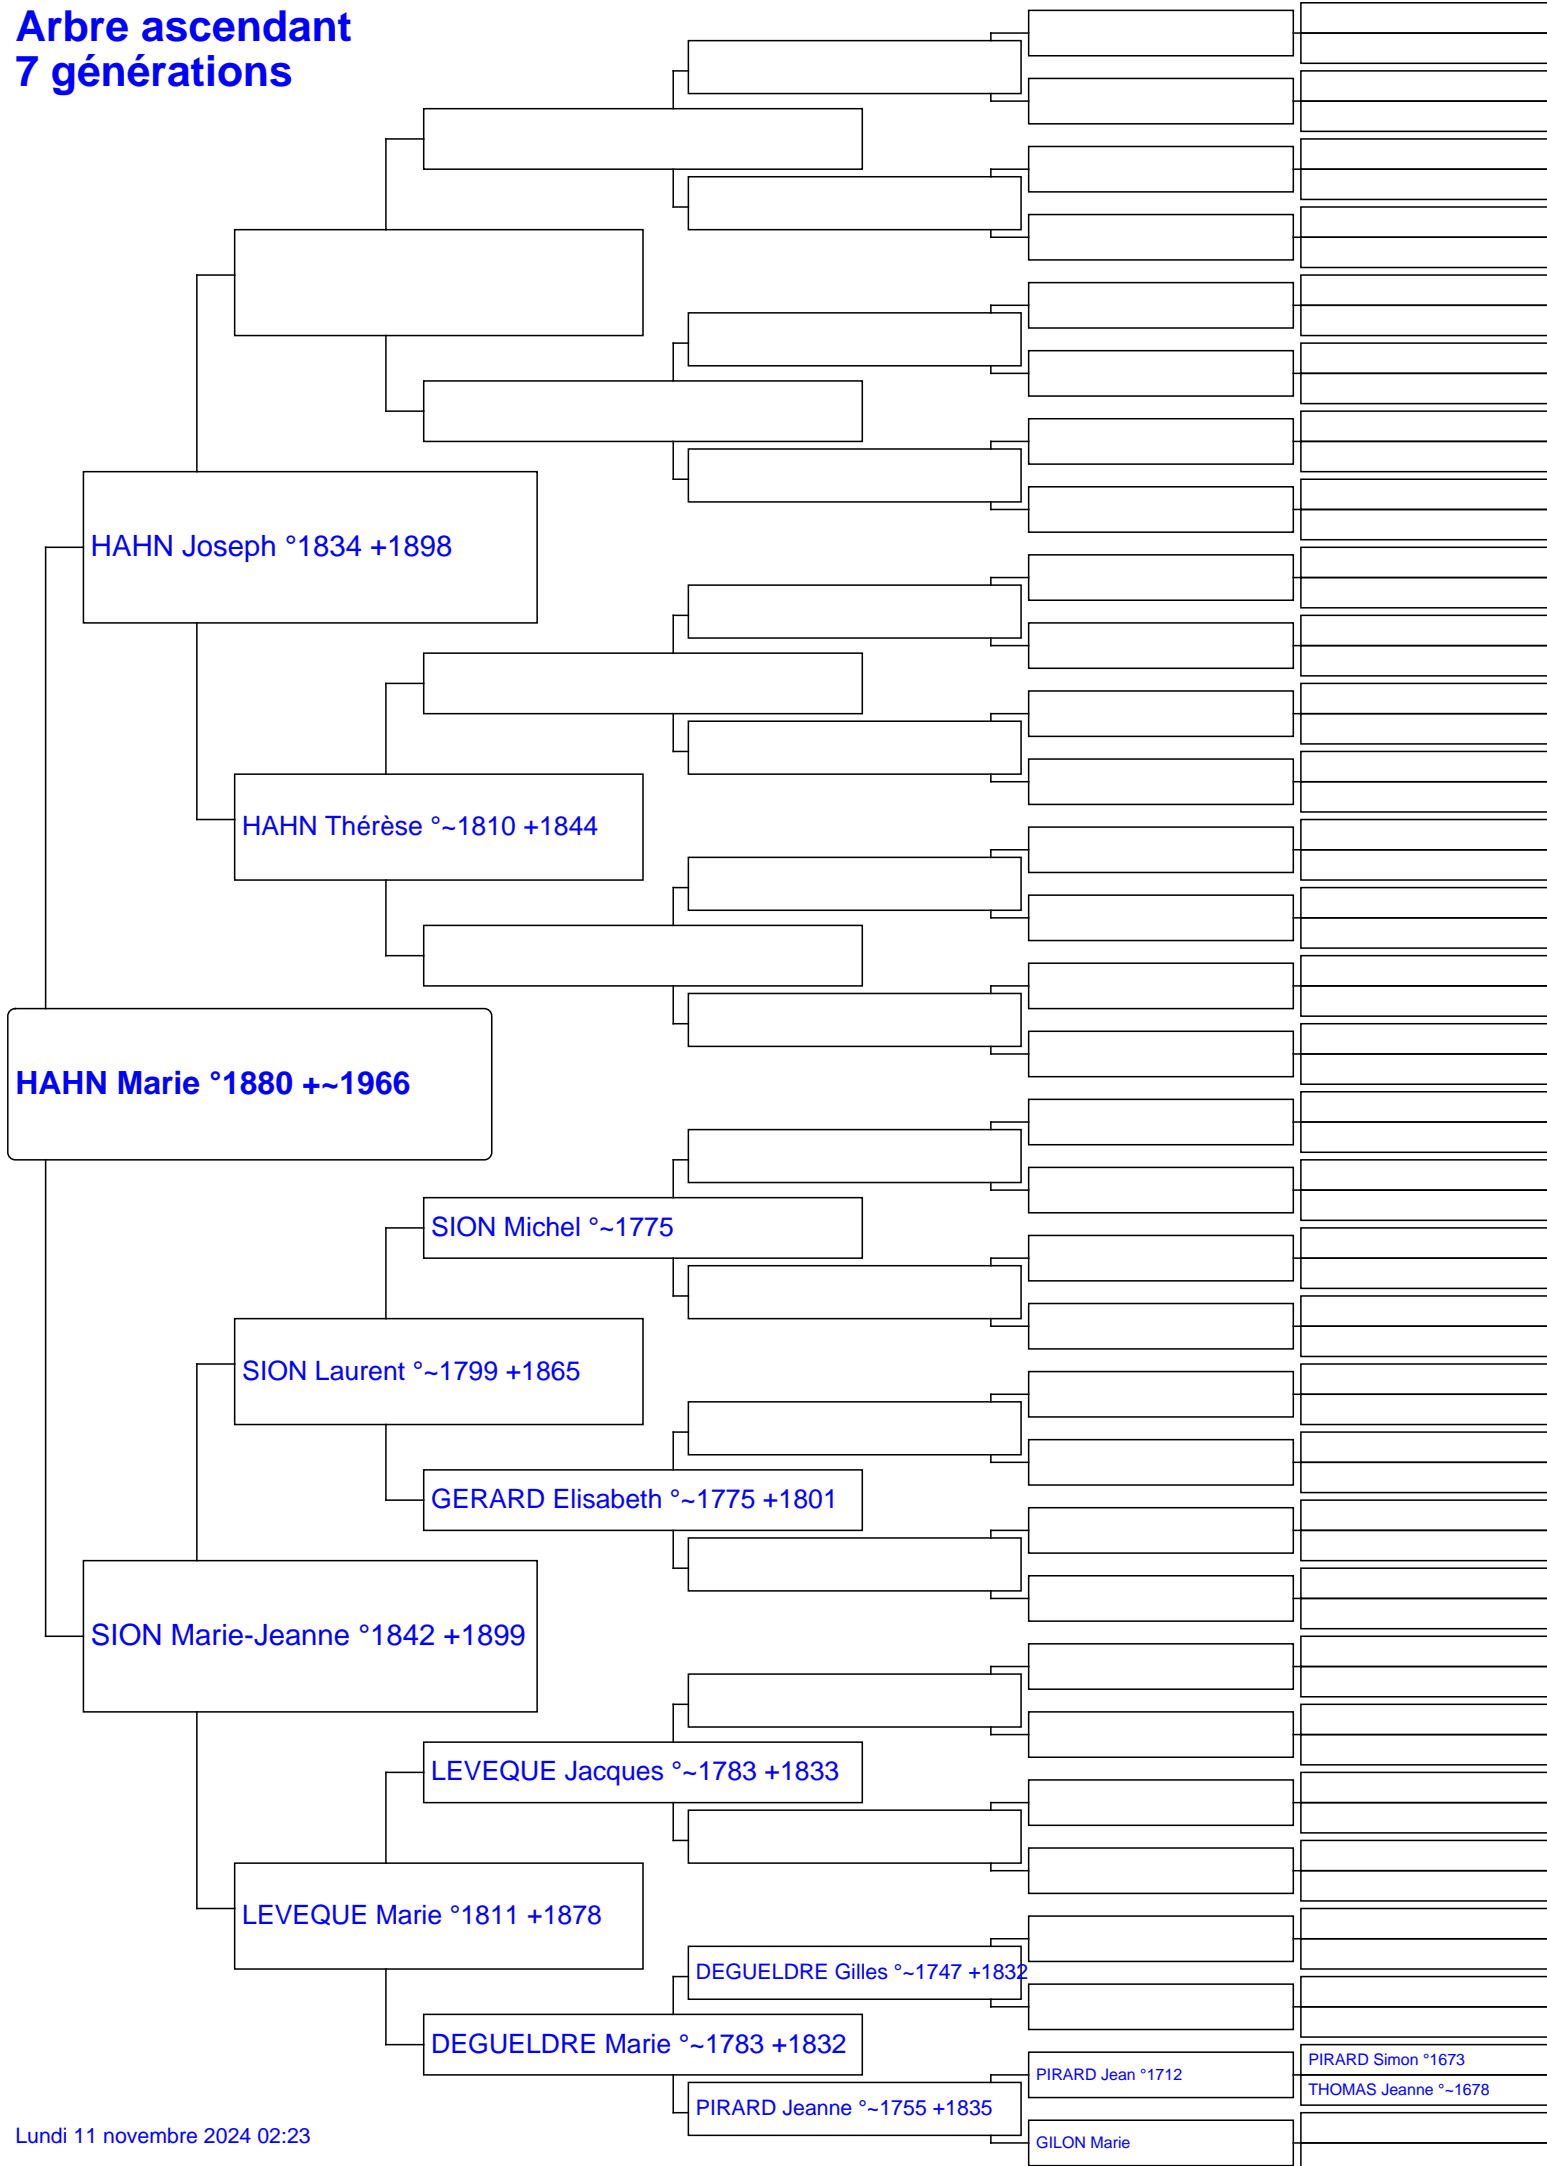 Arbre ascendant
7 générations
HAHN Joseph °1834 +1898
HAHN Thérèse °~1810 +1844
HAHN Marie °1880 +~1966
SION Michel °~1775
SION Laurent °~1799 +1865
GERARD Elisabeth °~1775 +1801
SION Marie-Jeanne °1842 +1899
LEVEQUE Jacques °~1783 +1833
LEVEQUE Marie °1811 +1878
DEGUELDRE Gilles °~1747 +1832
DEGUELDRE Marie °~1783 +1832
PIRARD Simon °1673
PIRARD Jean °1712
THOMAS Jeanne °~1678
PIRARD Jeanne °~1755 +1835
GILON Marie
Lundi 11 novembre 2024 02:23